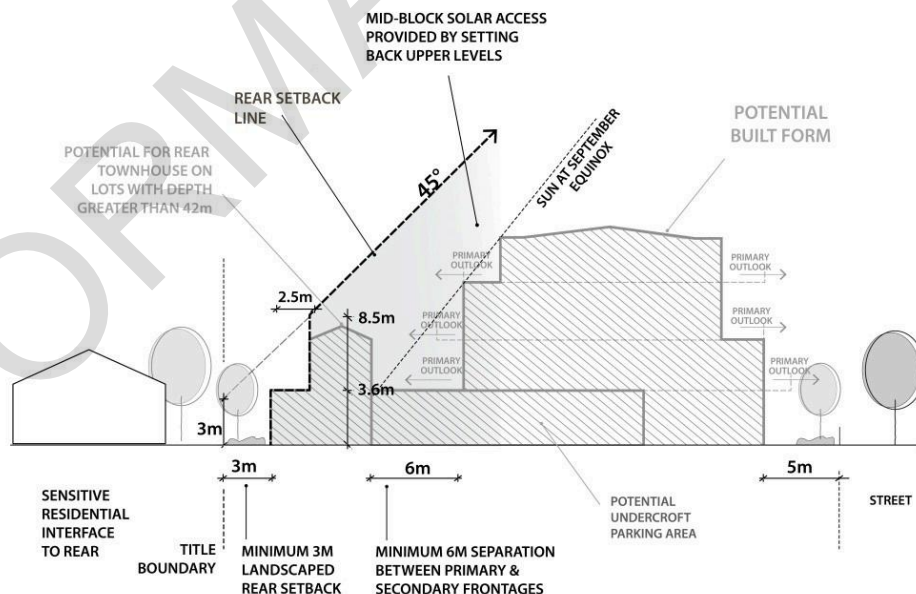 MID-BLOCK SOLAR ACCESS
PROVIDED BY SETTING
BACK UPPER LEVELS
REAR SETBACK
LINE
POTENTIAL
BUILT FORM
POTENTIAL FOR REAR
TOWNHOUSE ON
LOTS WITH DEPTH
GREATER THAN 42m
45°
SUN AT SEPTEMBER
EQUINOX
PRIMARY
OUTLOOK
PRIMARY
OUTLOOK
2.5m
8.5m
PRIMARY
OUTLOOK
PRIMARY
OUTLOOK
PRIMARY
OUTLOOK
PRIMARY
OUTLOOK
3.6m
3m
3m
6m
5m
SENSITIVE
RESIDENTIAL
INTERFACE
TO REAR
TITLE
BOUNDARY
MINIMUM 3M
LANDSCAPED
REAR SETBACK
MINIMUM 6M SEPARATION
BETWEEN PRIMARY &
SECONDARY FRONTAGES
POTENTIAL
UNDERCROFT
PARKING AREA
STREET
ORMA